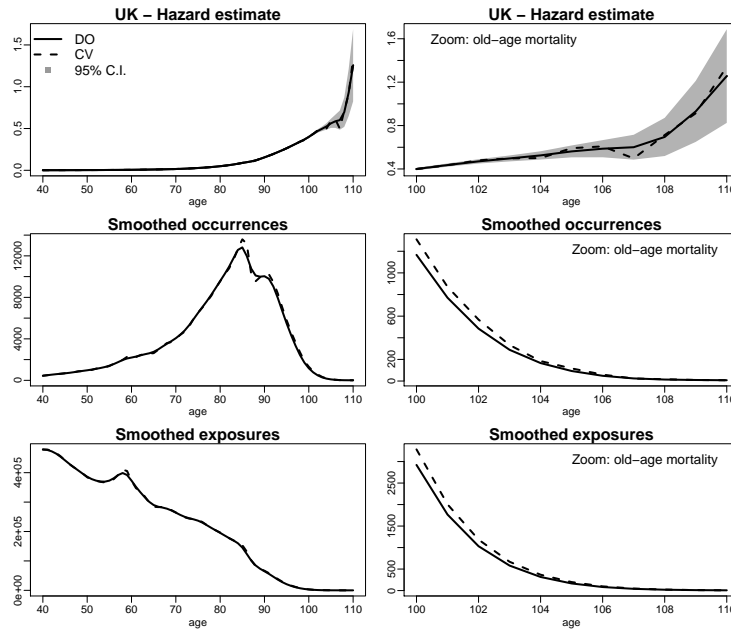 UK – Hazard estimate
DO
CV
95% C.I.
0.0 0.5 1.0 1.5
40 50 60 70 80 90 100 110
age
UK – Hazard estimate
Zoom: old–age mortality
0.4 0.8 1.2 1.6
100 102 104 106 108 110
age
Smoothed occurrences
0 4000 8000 12000
40 50 60 70 80 90 100 110
age
Smoothed occurrences
Zoom: old–age mortality
0 200 600 1000
100 102 104 106 108 110
age
Smoothed exposures
0e+00 2e+05 4e+05
40 50 60 70 80 90 100 110
age
Smoothed exposures
Zoom: old–age mortality
0 500 1500 2500
100 102 104 106 108 110
age